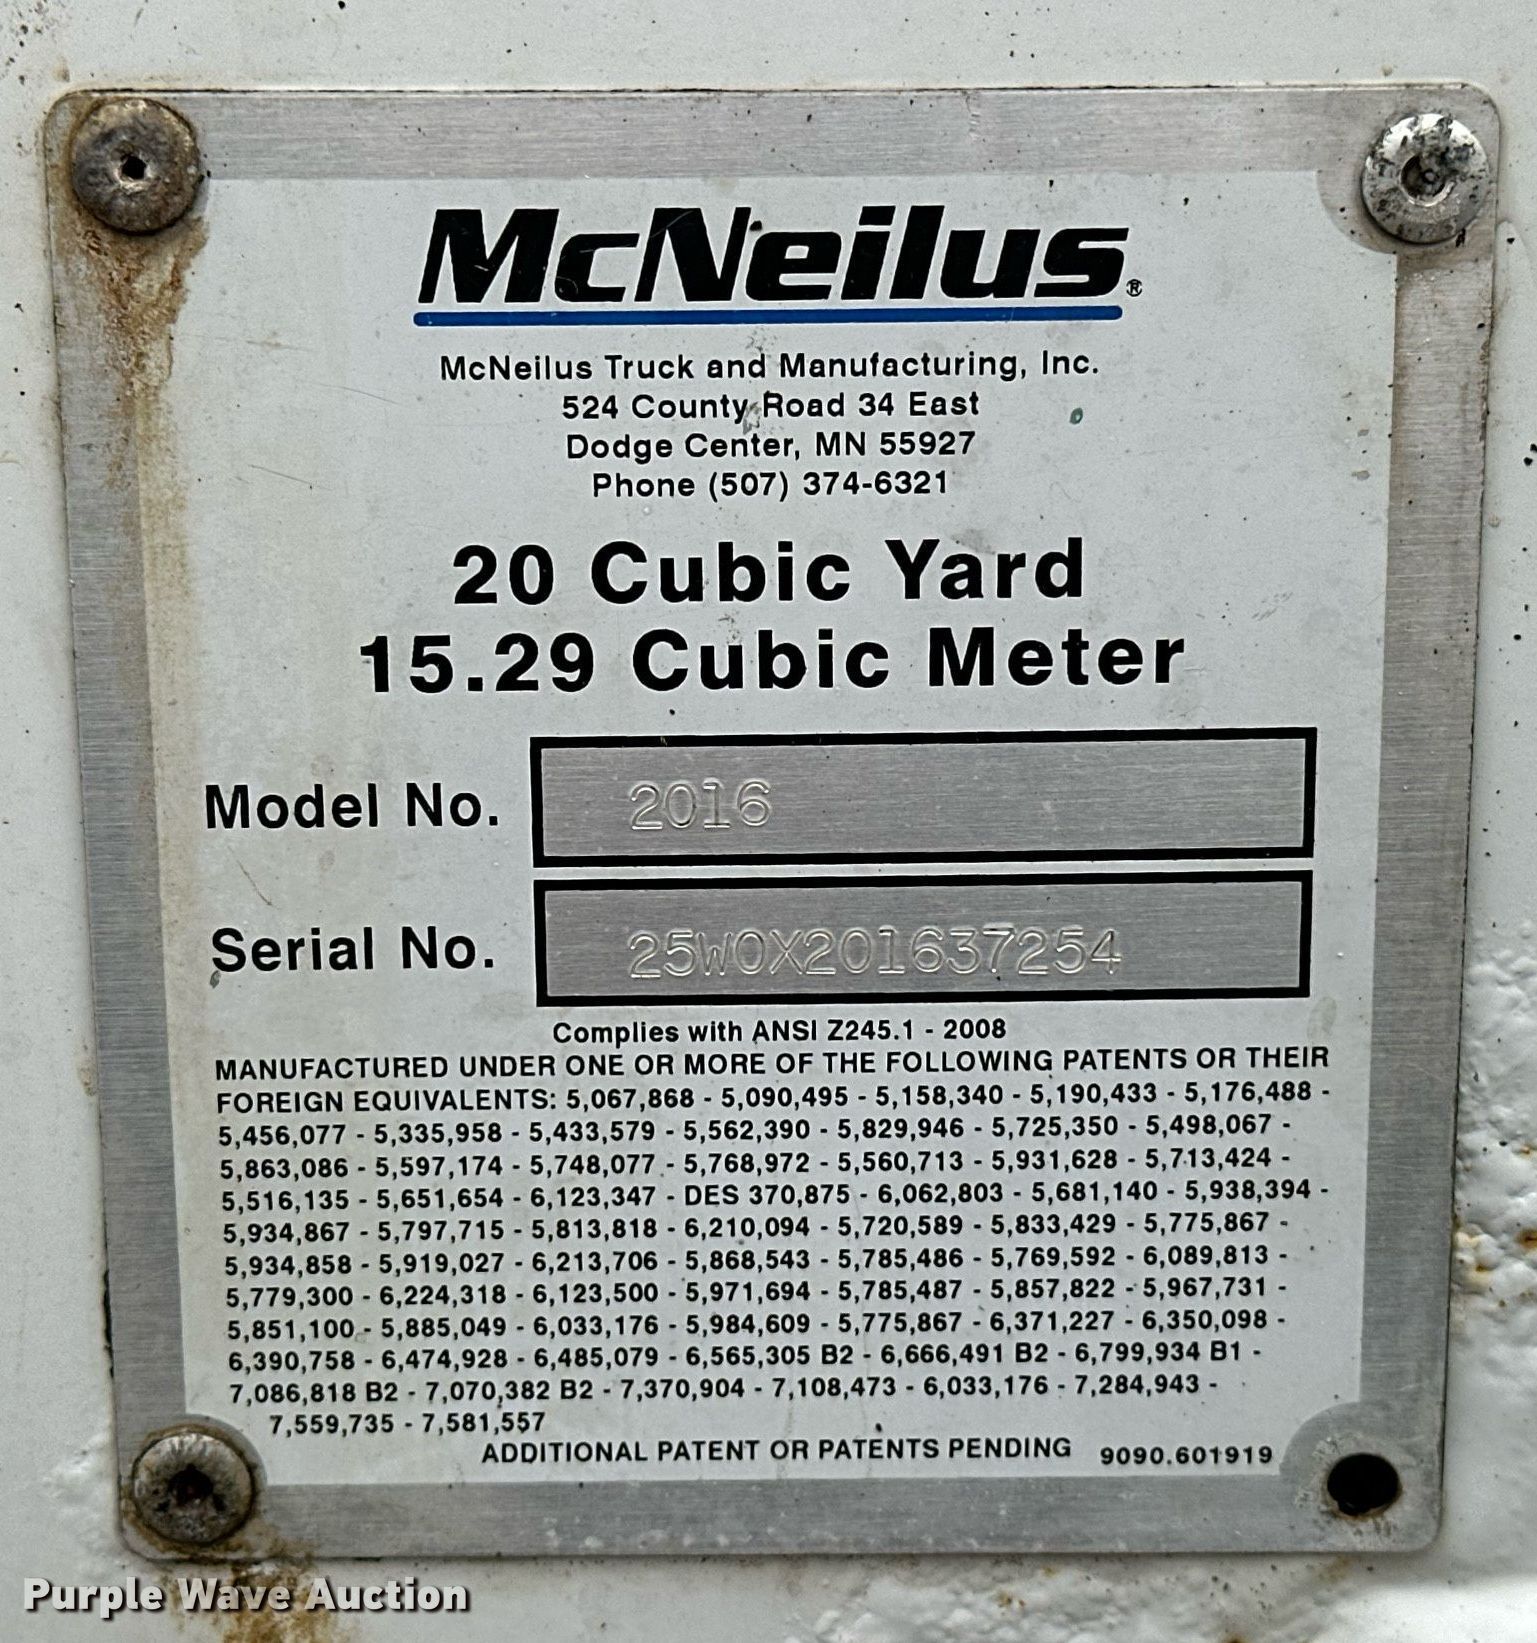 McNeilus®
McNeilus Truck and Manufacturing, Inc.
524 County Road 34 East
Dodge Center, MN 55927
Phone (507) 374-6321
20 Cubic Yard
15.29 Cubic Meter
Model No. 2016
Serial No. 25W0X201637254
Complies with ANSI Z245.1 - 2008
MANUFACTURED UNDER ONE OR MORE OF THE FOLLOWING PATENTS OR THEIR
FOREIGN EQUIVALENTS: 5,067,868 - 5,090,495 - 5,158,340 - 5,190,433 - 5,176,488 -
5,456,077 - 5,335,958 - 5,433,579 - 5,562,390 - 5,829,946 - 5,725,350 - 5,498,067 -
5,863,086 - 5,597,174 - 5,748,077 - 5,768,972 - 5,560,713 - 5,931,628 - 5,713,424 -
5,516,135 - 5,651,654 - 6,123,347 - DES 370,875 - 6,062,803 - 5,681,140 - 5,938,394 -
5,934,867 - 5,797,715 - 5,813,818 - 6,210,094 - 5,720,589 - 5,833,429 - 5,775,867 -
5,934,858 - 5,919,027 - 6,213,706 - 5,868,543 - 5,785,486 - 5,769,592 - 6,089,813 -
5,779,300 - 6,224,318 - 6,123,500 - 5,971,694 - 5,785,487 - 5,857,822 - 5,967,731 -
5,851,100 - 5,885,049 - 6,033,176 - 5,984,609 - 5,775,867 - 6,371,227 - 6,350,098 -
6,390,758 - 6,474,928 - 6,485,079 - 6,565,305 B2 - 6,666,491 B2 - 6,799,934 B1 -
7,086,818 B2 - 7,070,382 B2 - 7,370,904 - 7,108,473 - 6,033,176 - 7,284,943 -
7,559,735 - 7,581,557
ADDITIONAL PATENT OR PATENTS PENDING 9090.601919
Purple Wave Auction